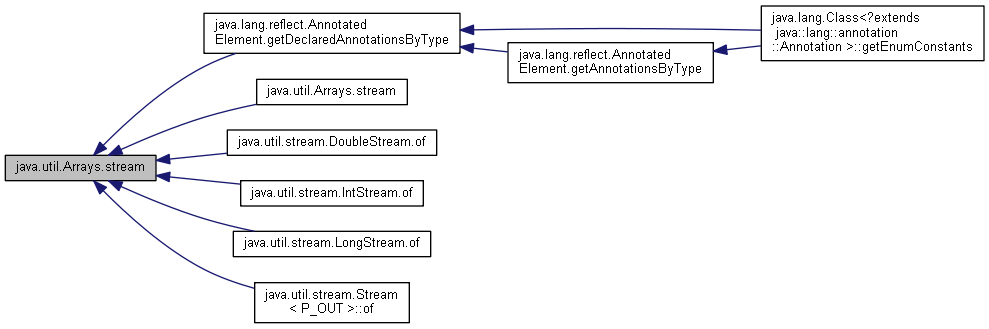 java.lang.reflect.Annotated
Element.getDeclaredAnnotationsByType
java.lang.Class<?extends
java::lang::annotation
::Annotation >::getEnumConstants
java.lang.reflect.Annotated
Element.getAnnotationsByType
java.util.Arrays.stream
java.util.stream.DoubleStream.of
java.util.Arrays.stream
java.util.stream.IntStream.of
java.util.stream.LongStream.of
java.util.stream.Stream
< P_OUT >::of